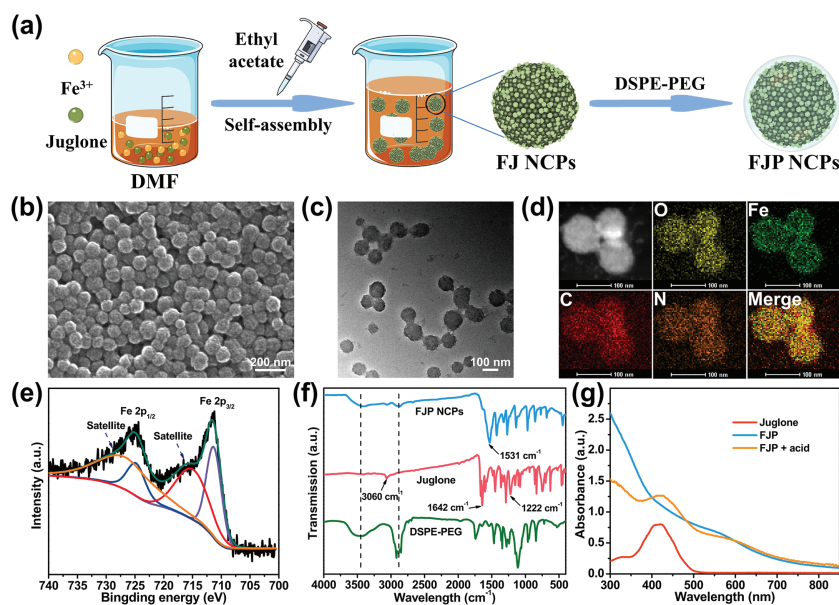 (a)
Fe³⁺
Juglone
DMF
Ethyl
acetate
Self-assembly
FJ NCPs
DSPE-PEG
FJP NCPs
(b)
200 nm
(c)
100 nm
(d)
O
Fe
100 nm
100 nm
100 nm
C
N
Merge
100 nm
100 nm
100 nm
(e)
Fe 2p1/2
Fe 2p3/2
Satellite
Satellite
Intensity (a.u.)
740 735 730 725 720 715 710 705 700
Bingding energy (eV)
(f)
FJP NCPs
1531 cm⁻¹
Juglone
3060 cm⁻¹
1642 cm⁻¹
1222 cm⁻¹
DSPE-PEG
Transmission (a.u.)
4000 3500 3000 2500 2000 1500 1000 500
Wavelength (cm⁻¹)
(g)
Juglone
FJP
FJP + acid
Absorbance (a.u.)
2.5
2.0
1.5
1.0
0.5
0.0
300 400 500 600 700 800
Wavelength (nm)